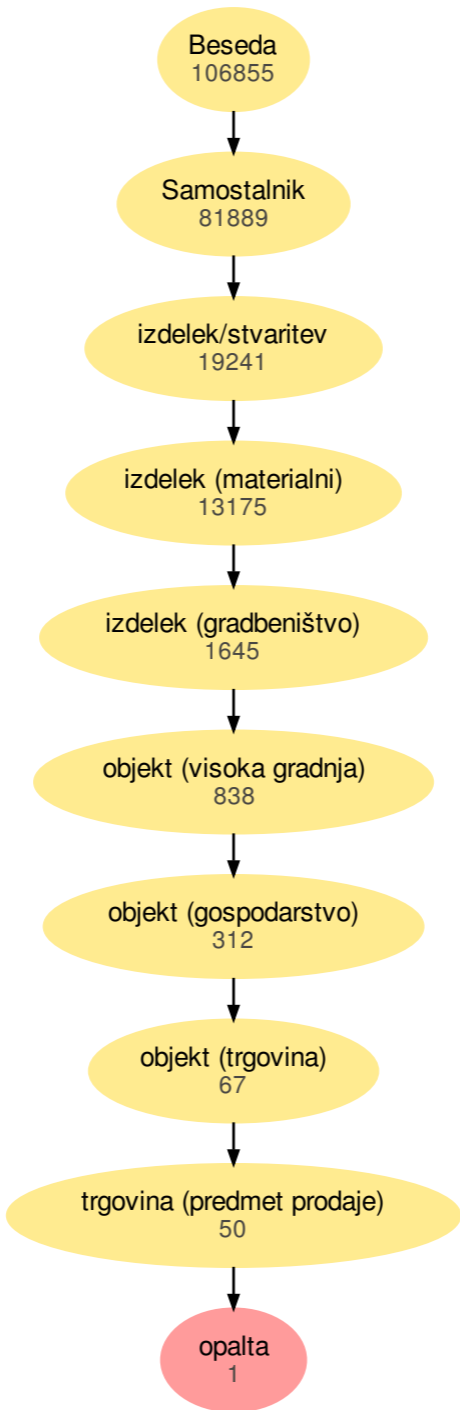 Beseda
106855
Samostalnik
81889
izdelek/stvaritev
19241
izdelek (materialni)
13175
izdelek (gradbeništvo)
1645
objekt (visoka gradnja)
838
objekt (gospodarstvo)
312
objekt (trgovina)
67
trgovina (predmet prodaje)
50
opalta
1